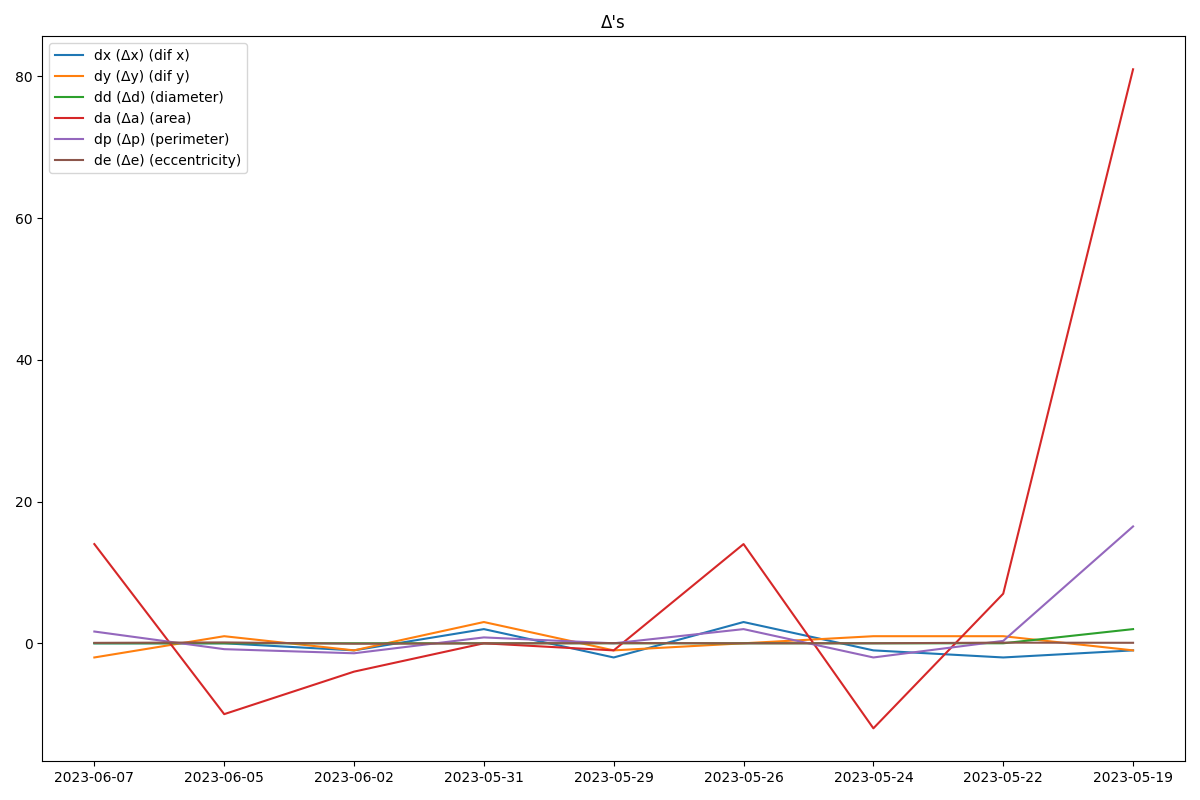 Δ's
dx (Δx) (dif x)
dy (Δy) (dif y)
dd (Δd) (diameter)
da (Δa) (area)
dp (Δp) (perimeter)
de (Δe) (eccentricity)
80
60
40
20
0
2023-06-07 2023-06-05 2023-06-02 2023-05-31 2023-05-29 2023-05-26 2023-05-24 2023-05-22 2023-05-19